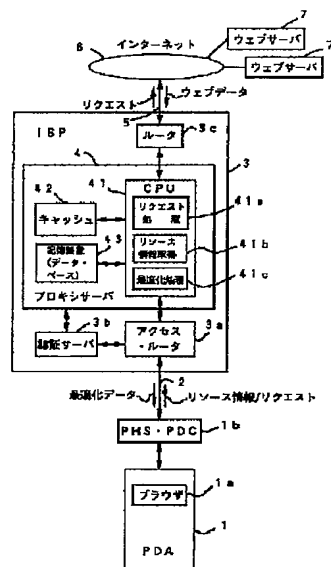 インターネット
7
ウェブサーバ
7
ウェブサーバ
6
リクエスト
ウェブデータ
5
ISP
ルータ
3c
4
3
42
41
CPU
キャッシュ
リクエスト
処理
41a
43
リソース
情報取得
41b
記憶装置
(データ・
ベース)
最適化処理
41c
プロキシサーバ
3b
3a
認証サーバ
アクセス
・ルータ
2
最適化データ
リソース情報/リクエスト
PHS・PDC
1b
ブラウザ
1a
1
PDA